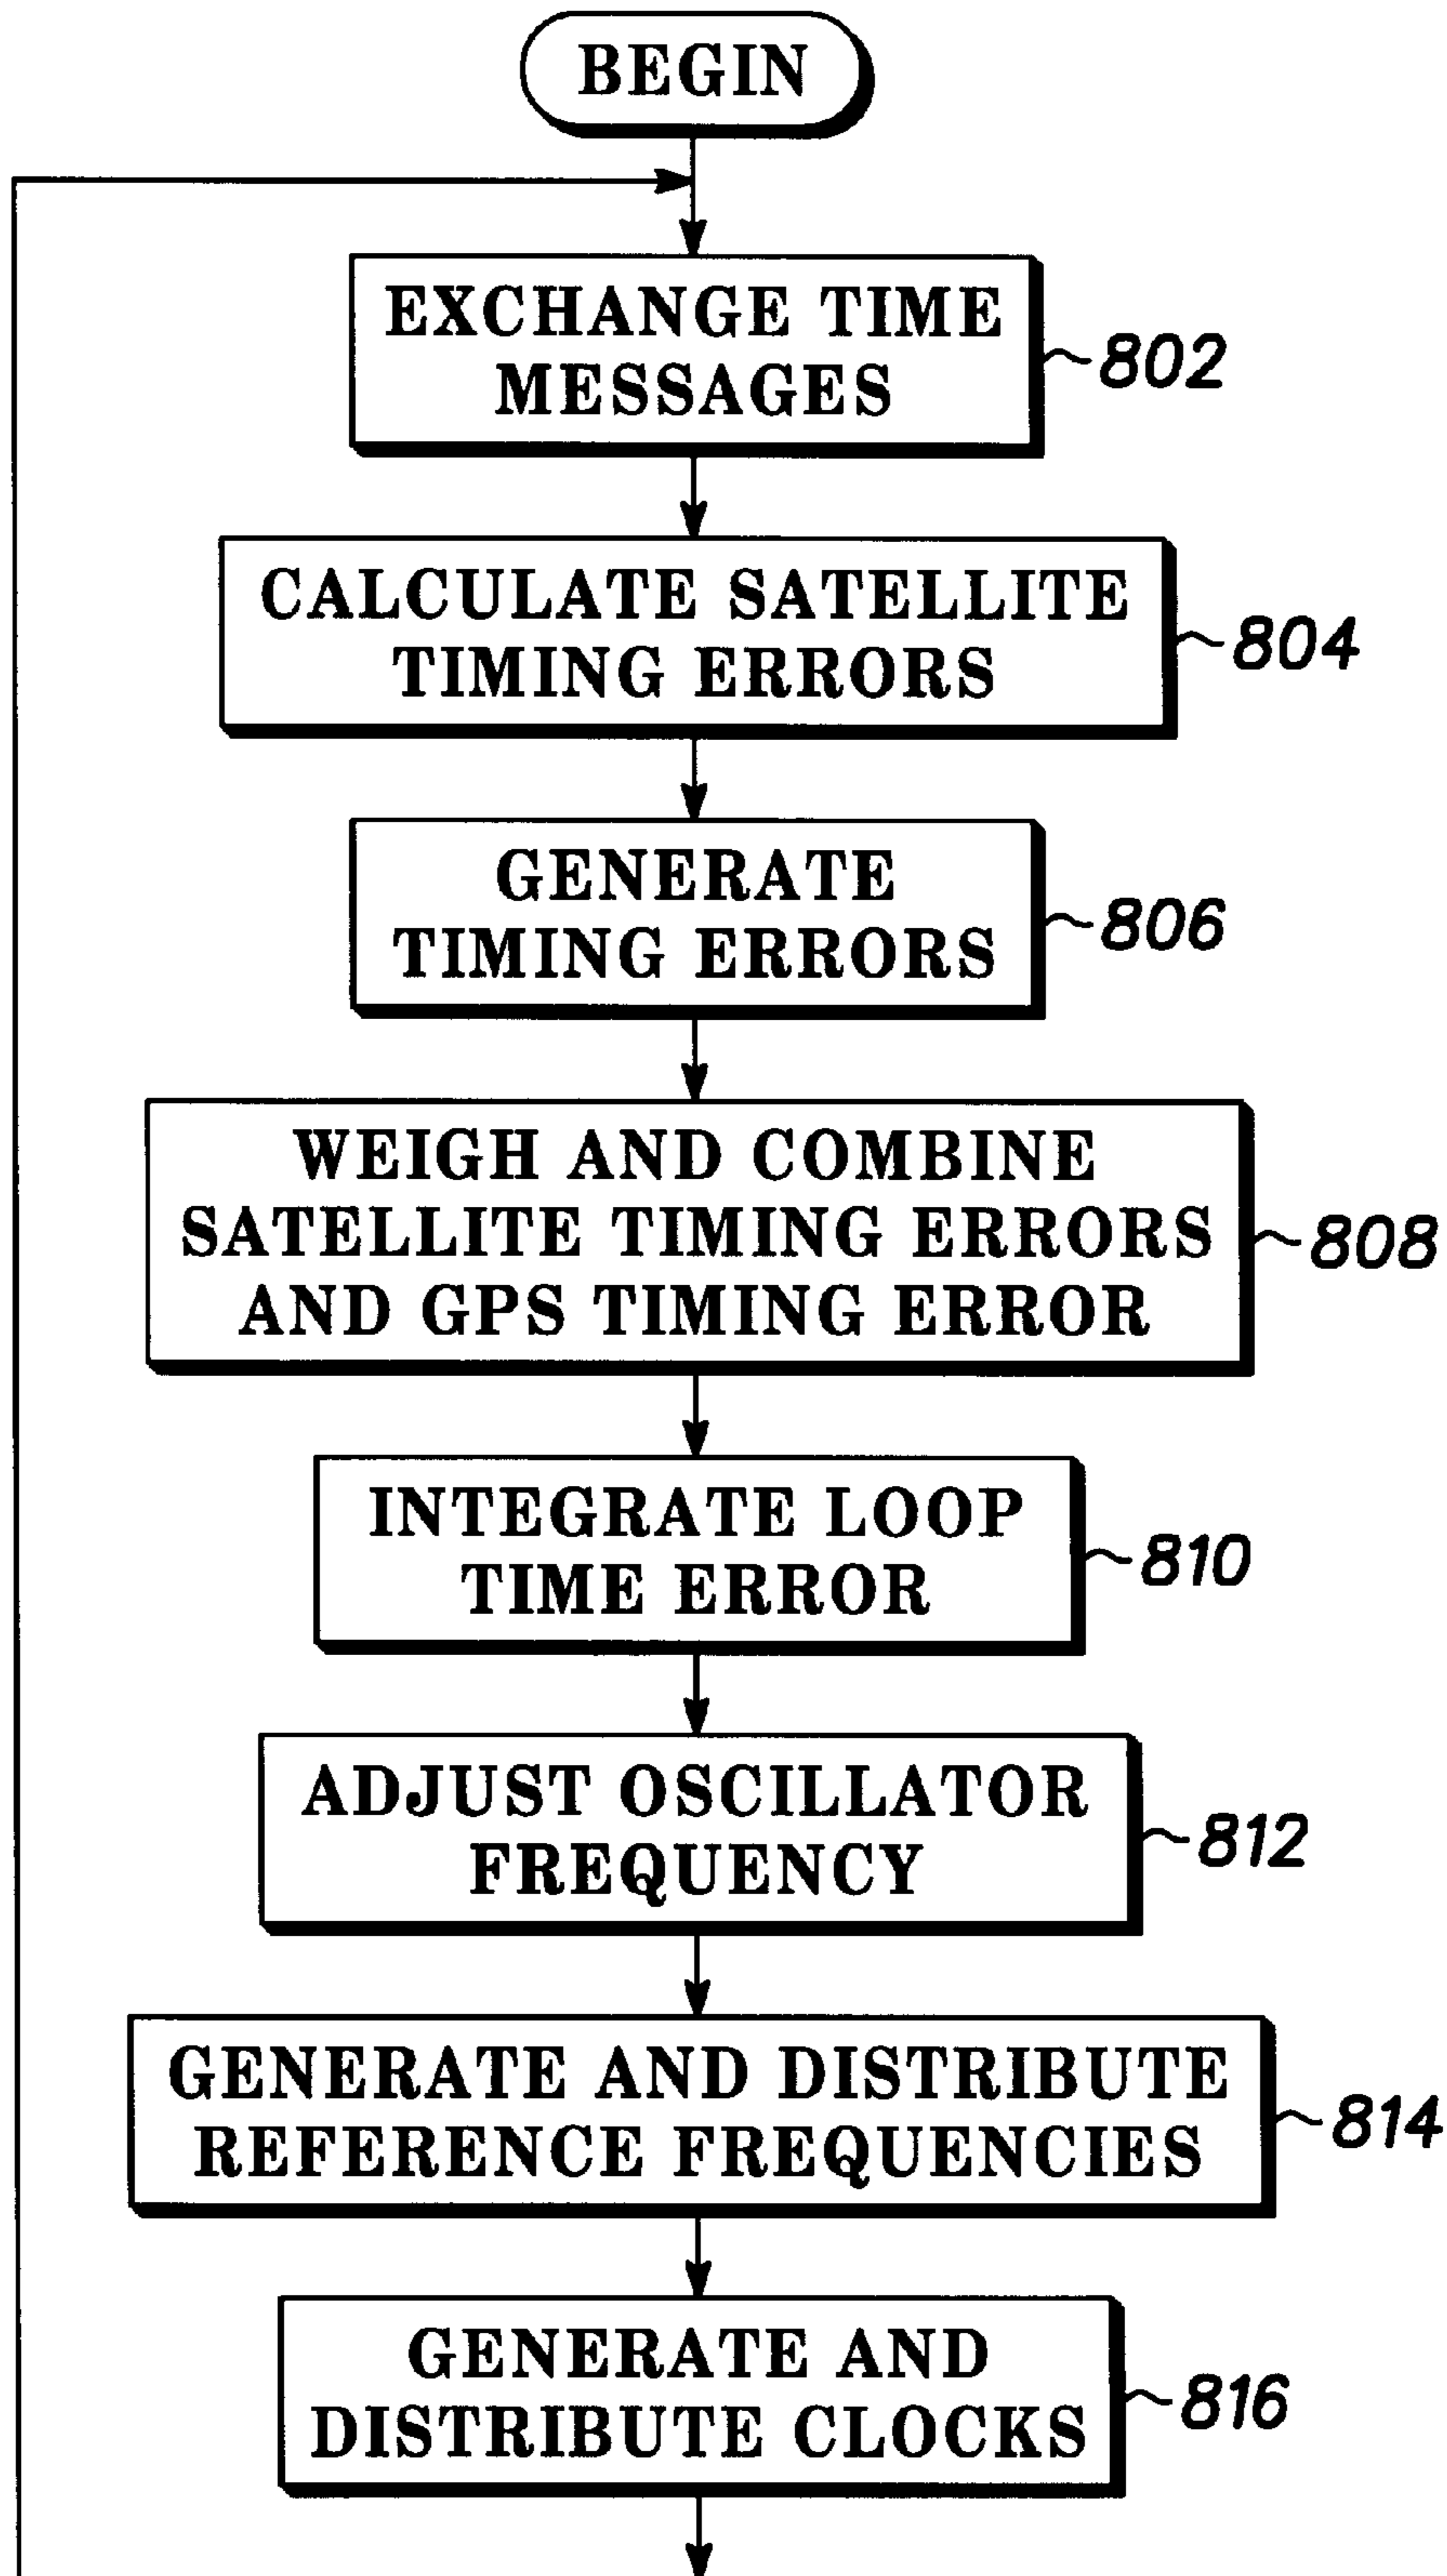 BEGIN
EXCHANGE TIME
MESSAGES
802
CALCULATE SATELLITE
TIMING ERRORS
804
GENERATE
TIMING ERRORS
806
WEIGH AND COMBINE
SATELLITE TIMING ERRORS
AND GPS TIMING ERROR
808
INTEGRATE LOOP
TIME ERROR
810
ADJUST OSCILLATOR
FREQUENCY
812
GENERATE AND DISTRIBUTE
REFERENCE FREQUENCIES
814
GENERATE AND
DISTRIBUTE CLOCKS
816